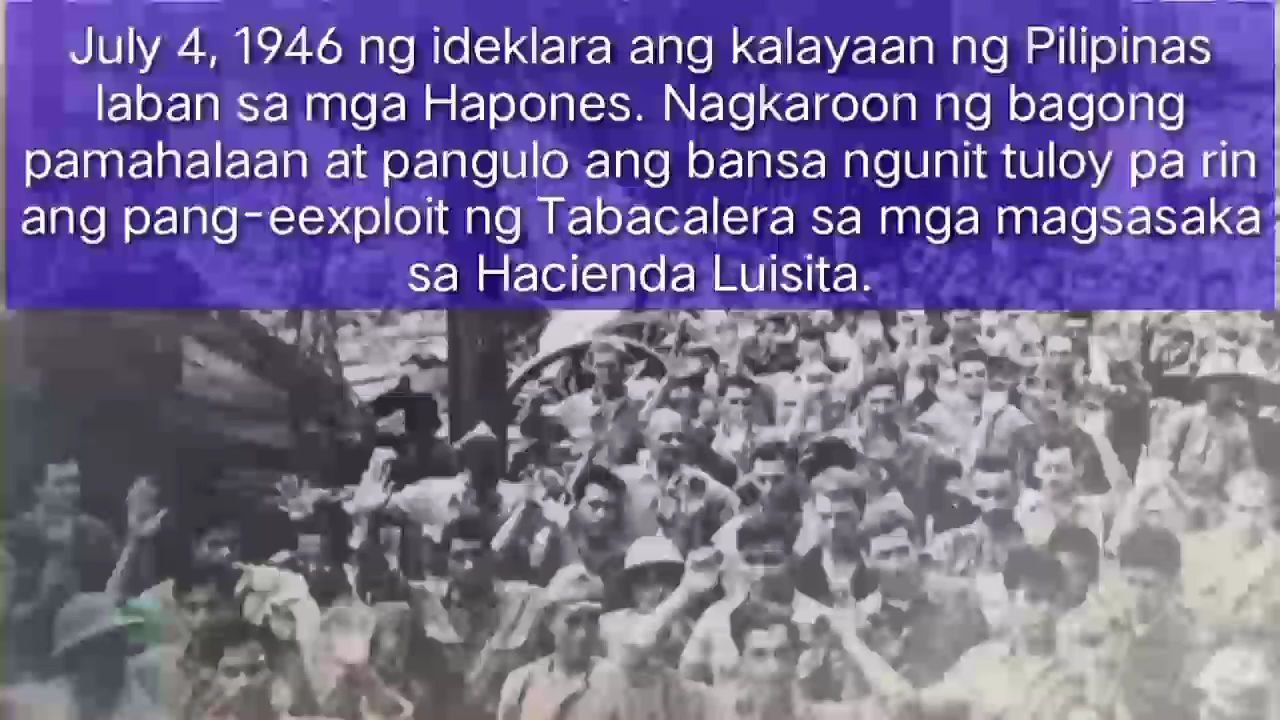 July 4, 1946 ng ideklara ang kalayaan ng Pilipinas
laban sa mga Hapones. Nagkaroon ng bagong
pamahalaan at pangulo ang bansa ngunit tuloy pa rin
ang pang-eexploit ng Tabacalera sa mga magsasaka
sa Hacienda Luisita.